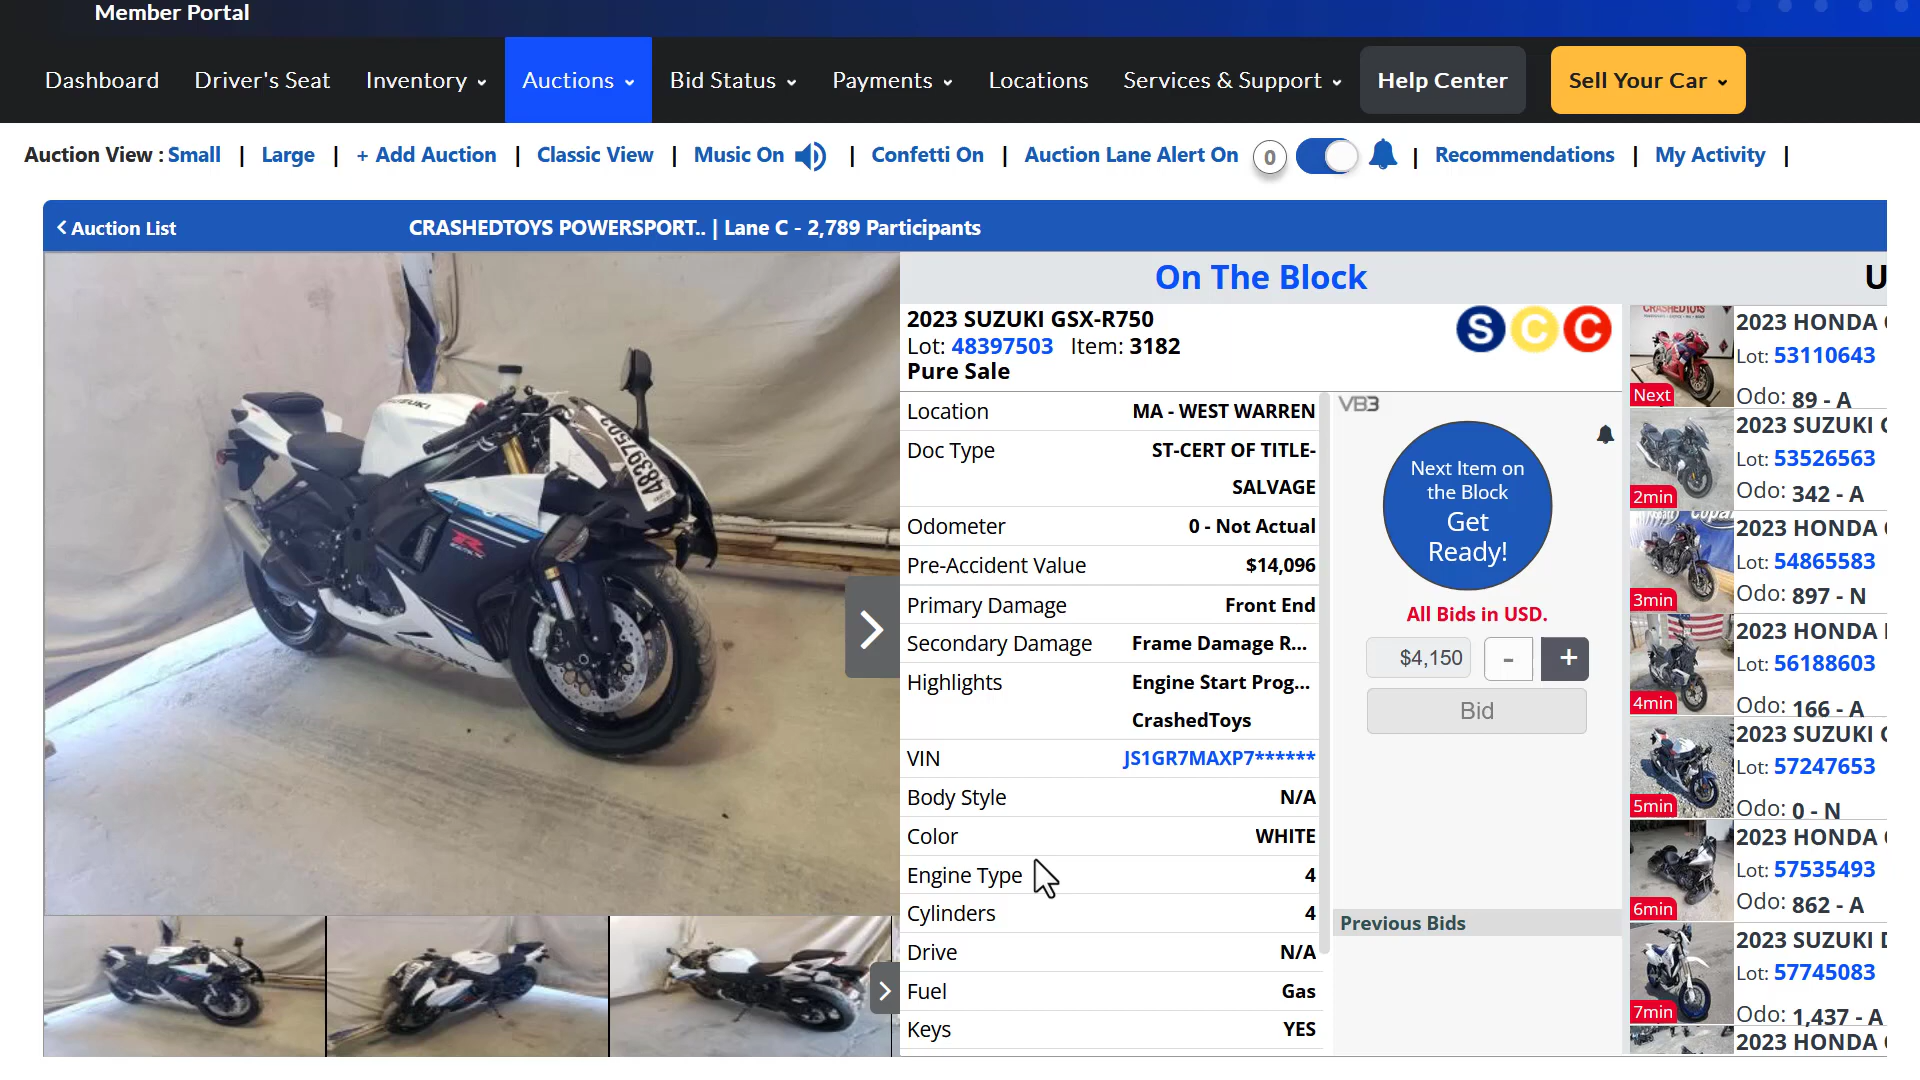 Member Portal
Dashboard Driver's Seat Inventory Auctions Bid Status Payments Locations Services & Support Help Center Sell Your Car
Auction View : Small | Large | + Add Auction | Classic View | Music On | Confetti On | Auction Lane Alert On 0 | Recommendations | My Activity |
Auction List
CRASHEDTOYS POWERSPORT.. | Lane C - 2,789 Participants
48397503
SUZUKI
On The Block
2023 SUZUKI GSX-R750
Lot: 48397503 Item: 3182
Pure Sale
S C C
Location MA - WEST WARREN
Doc Type ST-CERT OF TITLE-
SALVAGE
Odometer 0 - Not Actual
Pre-Accident Value $14,096
Primary Damage Front End
Secondary Damage Frame Damage R...
Highlights Engine Start Prog...
CrashedToys
VIN JS1GR7MAXP7******
Body Style N/A
Color WHITE
Engine Type 4
Cylinders 4
Drive N/A
Fuel Gas
Keys YES
VB3
Next Item on
the Block
Get
Ready!
All Bids in USD.
$4,150 - +
Bid
Previous Bids
U
2023 HONDA
Lot: 53110643
Next
Odo: 89 - A
2023 SUZUKI
Lot: 53526563
2min
Odo: 342 - A
2023 HONDA
Lot: 54865583
3min
Odo: 897 - N
2023 HONDA
Lot: 56188603
4min
Odo: 166 - A
2023 SUZUKI
Lot: 57247653
5min
Odo: 0 - N
2023 HONDA
Lot: 57535493
6min
Odo: 862 - A
2023 SUZUKI
Lot: 57745083
7min
Odo: 1,437 - A
2023 HONDA